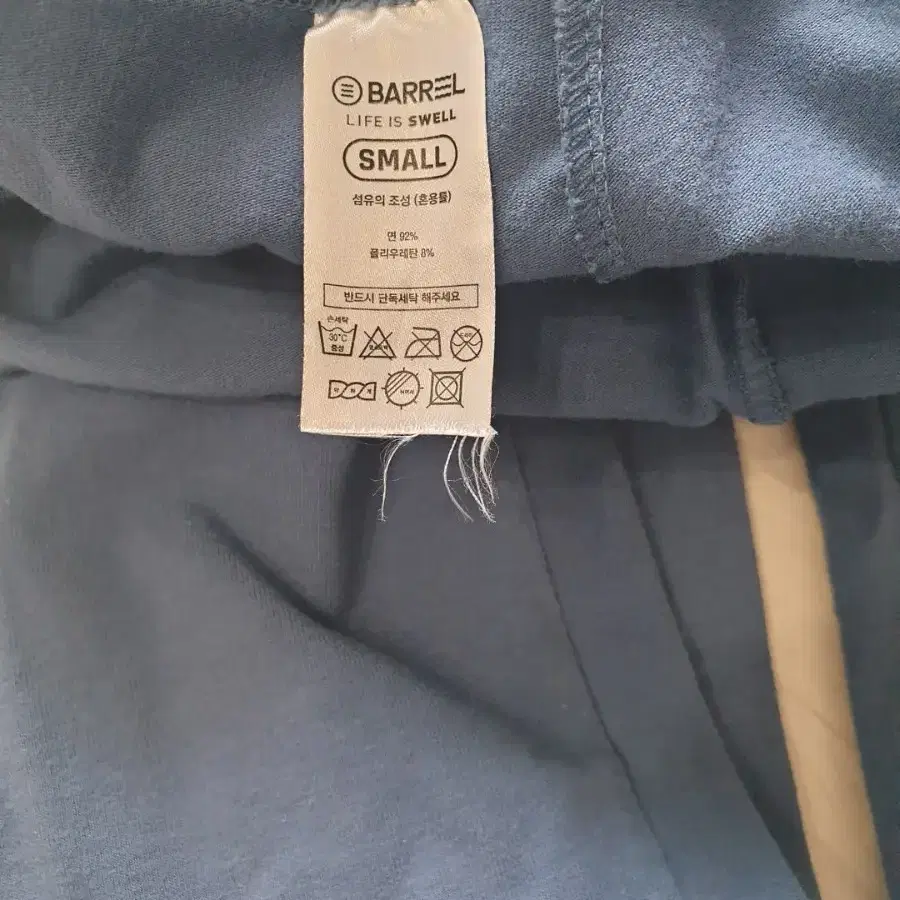 BARREL
LIFE IS SWELL
SMALL
섬유의 조성 (혼용률)
면 92%
폴리우레탄 8%
반드시 단독세탁 해주세요
손세탁
30°C
중성